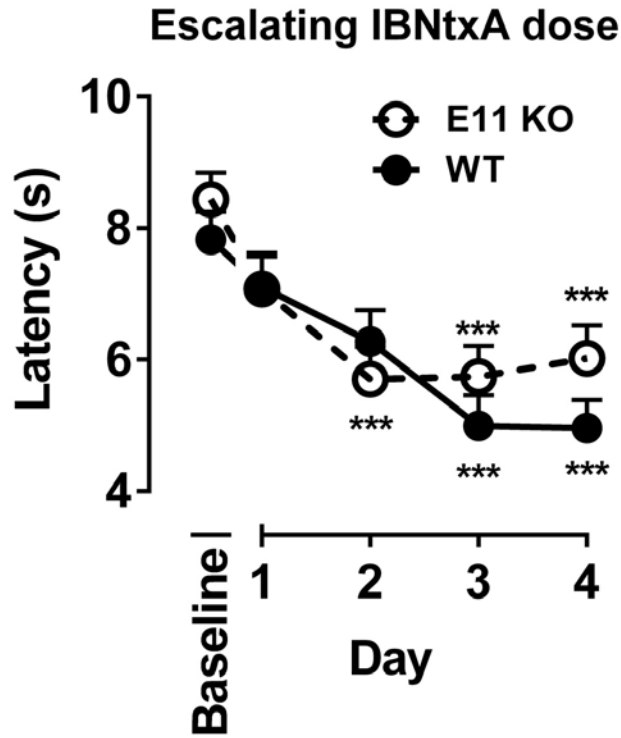 Escalating IBNtxA dose
10
8
6
4
Latency (s)
E11 KO
WT
***
***
***
***
***
Baseline
1 2 3 4
Day